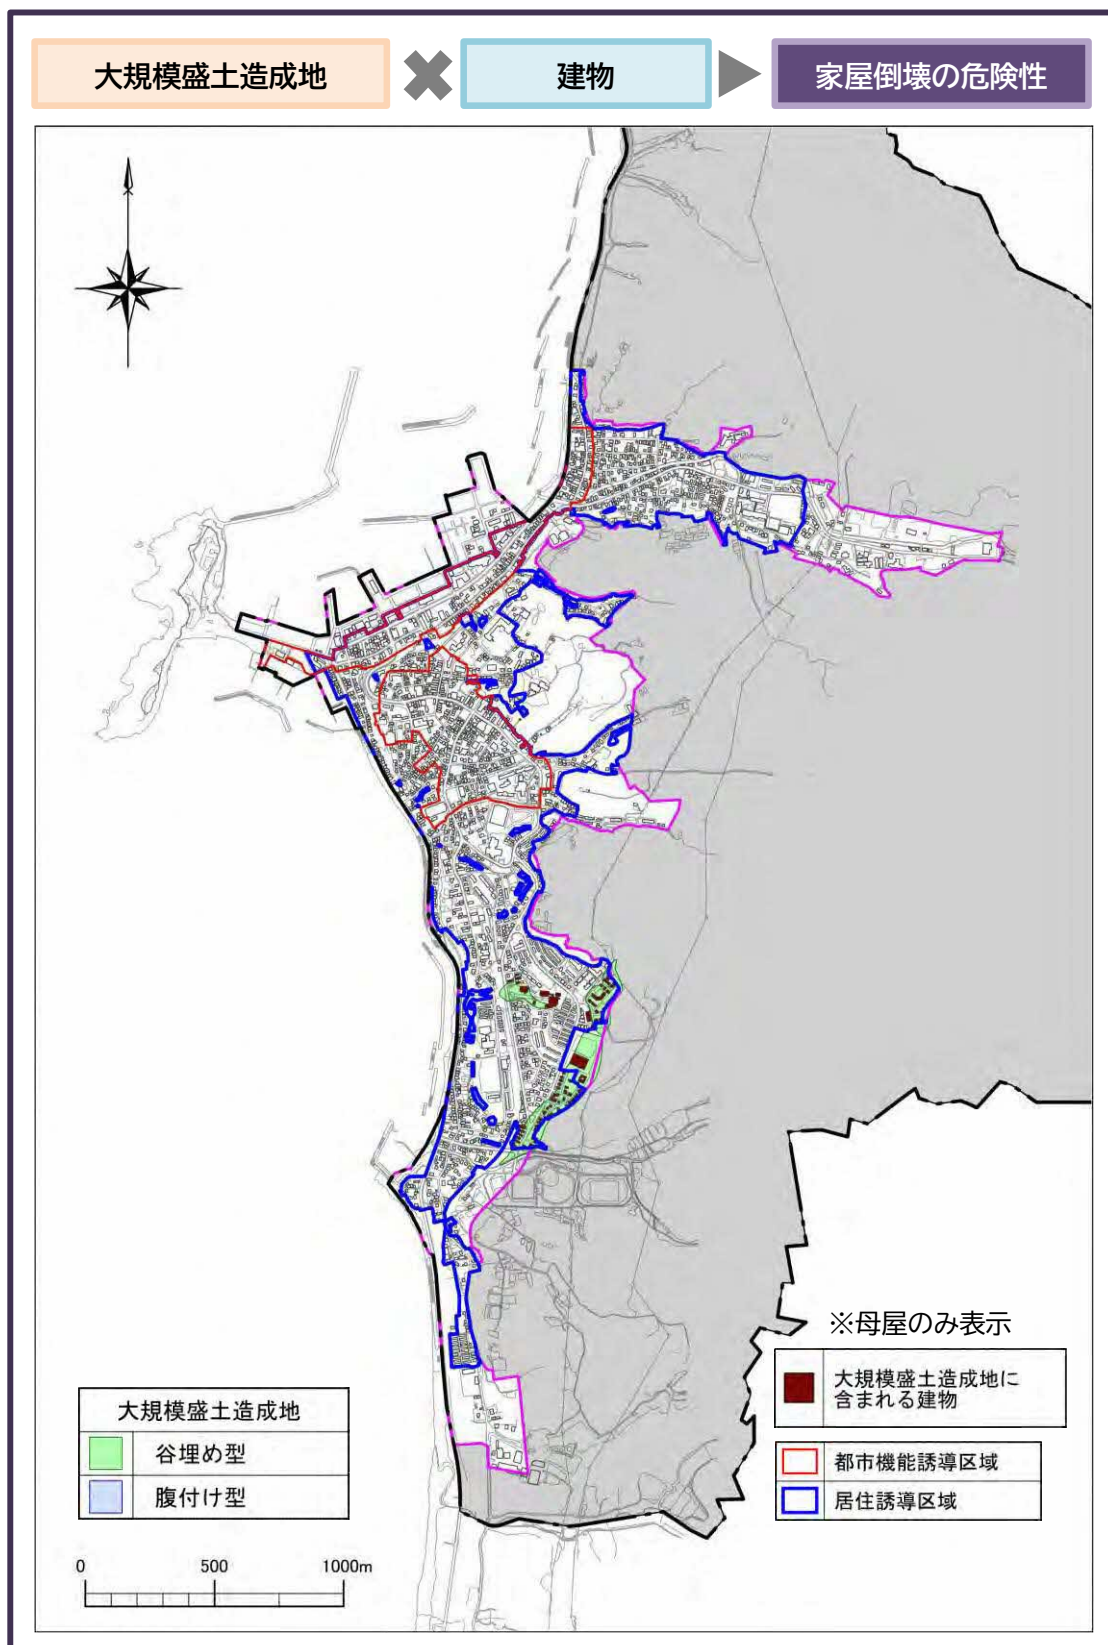 大規模盛土造成地
建物
家屋倒壊の危険性
※母屋のみ表示
大規模盛土造成地に
含まれる建物
都市機能誘導区域
居住誘導区域
大規模盛土造成地
谷埋め型
腹付け型
0 500 1000m